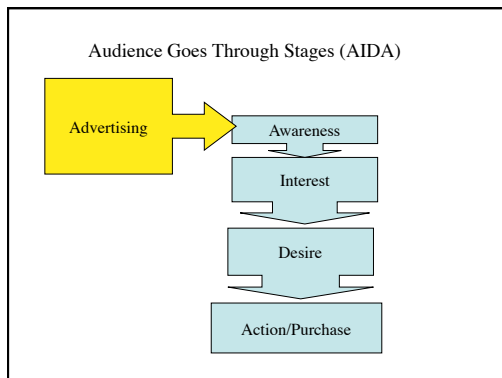 Audience Goes Through Stages (AIDA)
Advertising
Awareness
Interest
Desire
Action/Purchase